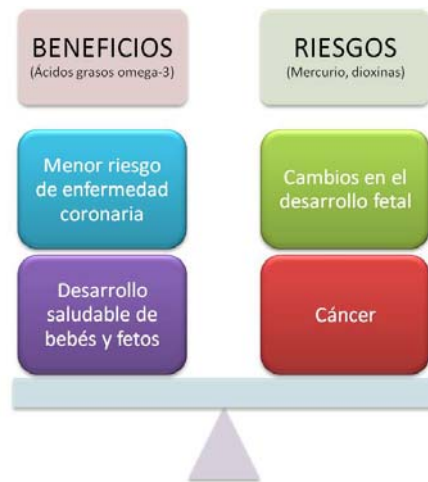 BENEFICIOS
(Ácidos grasos omega-3)
Menor riesgo
de enfermedad
coronaria
Desarrollo
saludable de
bebés y fetos
RIESGOS
(Mercurio, dioxinas)
Cambios en el
desarrollo fetal
Cáncer